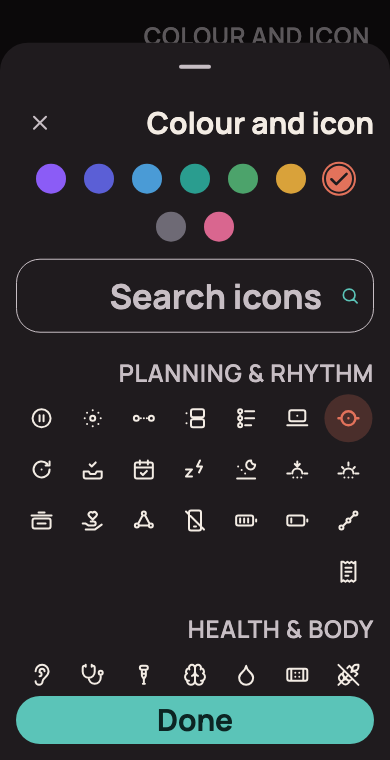 COLOUR AND ICON
Colour and icon
Search icons
PLANNING & RHYTHM
HEALTH & BODY
Done